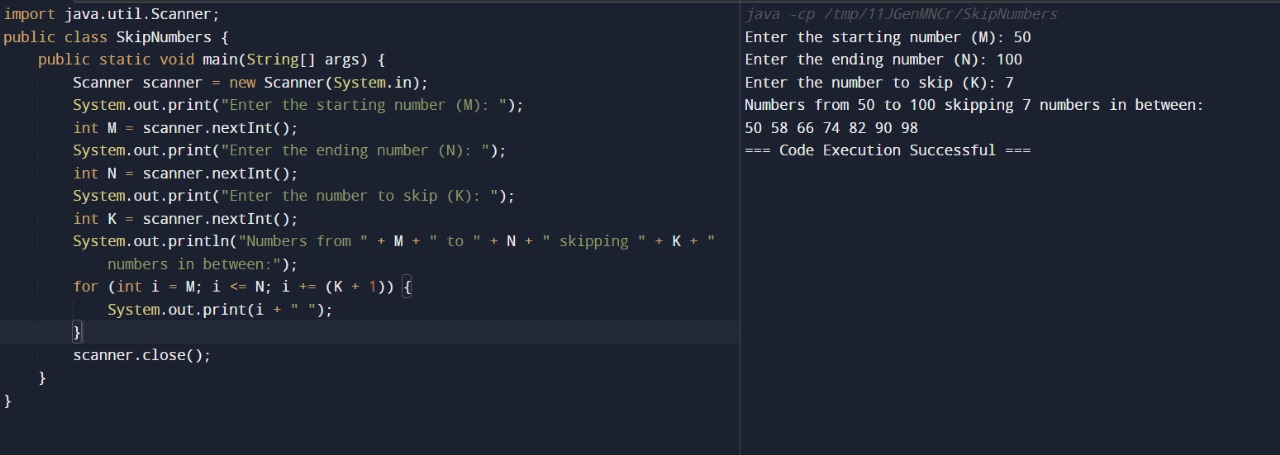 import java.util.Scanner;
public class SkipNumbers {
    public static void main(String[] args) {
        Scanner scanner = new Scanner(System.in);
        System.out.print("Enter the starting number (M): ");
        int M = scanner.nextInt();
        System.out.print("Enter the ending number (N): ");
        int N = scanner.nextInt();
        System.out.print("Enter the number to skip (K): ");
        int K = scanner.nextInt();
        System.out.println("Numbers from " + M + " to " + N + " skipping " + K + "
            numbers in between:");
        for (int i = M; i <= N; i += (K + 1)) {
            System.out.print(i + " ");
        }
        scanner.close();
    }
}
java -cp /tmp/11JGenMNCr/SkipNumbers
Enter the starting number (M): 50
Enter the ending number (N): 100
Enter the number to skip (K): 7
Numbers from 50 to 100 skipping 7 numbers in between:
50 58 66 74 82 90 98
=== Code Execution Successful ===